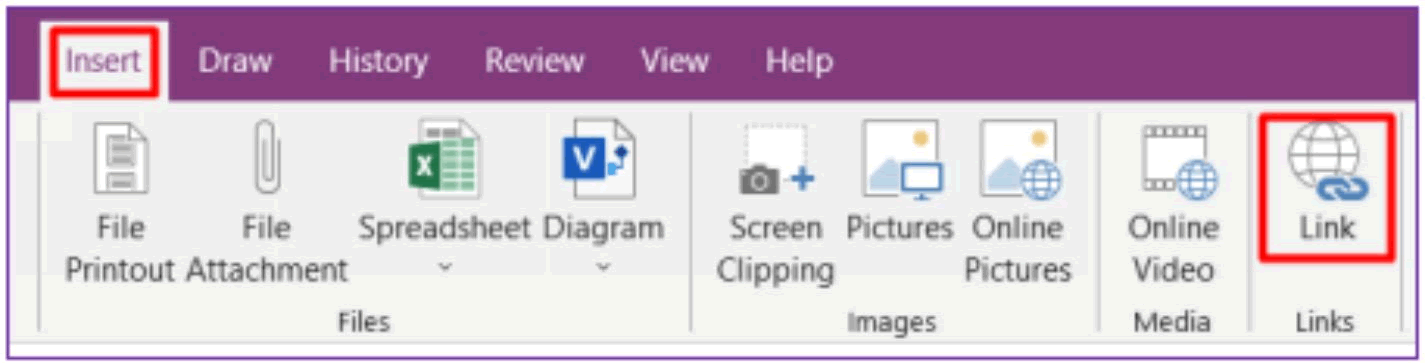 Insert Draw History Review View Help
File Printout
File Attachment
Spreadsheet
Diagram
Screen Clipping
Pictures
Online Pictures
Online Video
Link
Files Images Media Links